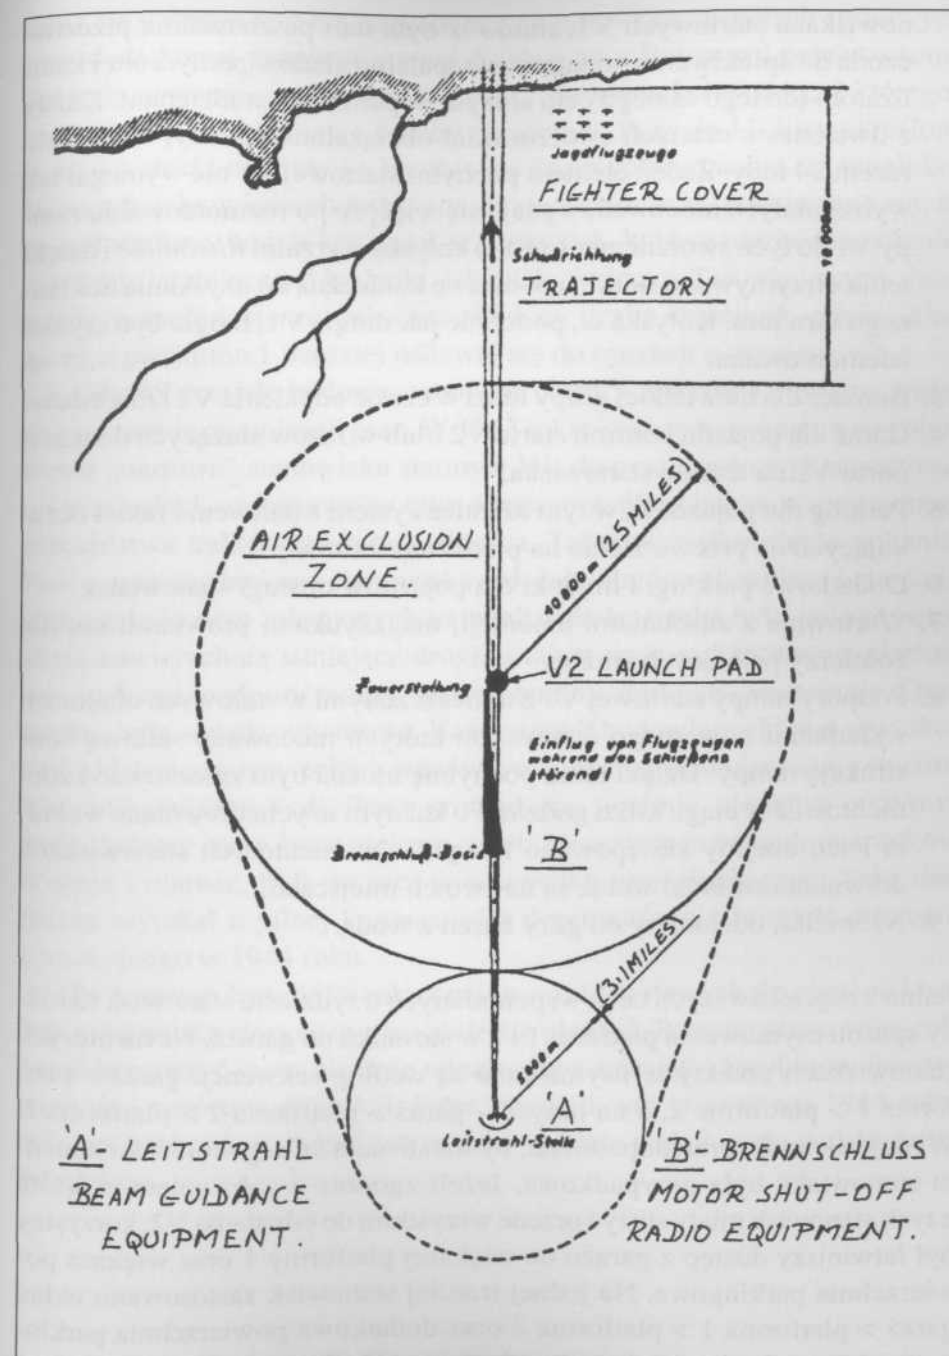 Jagdflugzeuge
FIGHTER COVER
Schußrichtung
TRAJECTORY
AIR EXCLUSION
ZONE
40 000 m (25 MILES)
Feuerstellung
V2 LAUNCH PAD
Einflug von Flugzeugen
während des Schießens
störend!
'B'
Brennschluß-Basis
5000 m (3.1 MILES)
'A'
Leitstrahl-Stelle
'A' LEITSTRAHL
BEAM GUIDANCE
EQUIPMENT.
'B'-BRENNSCHLUSS
MOTOR SHUT-OFF
RADIO EQUIPMENT.